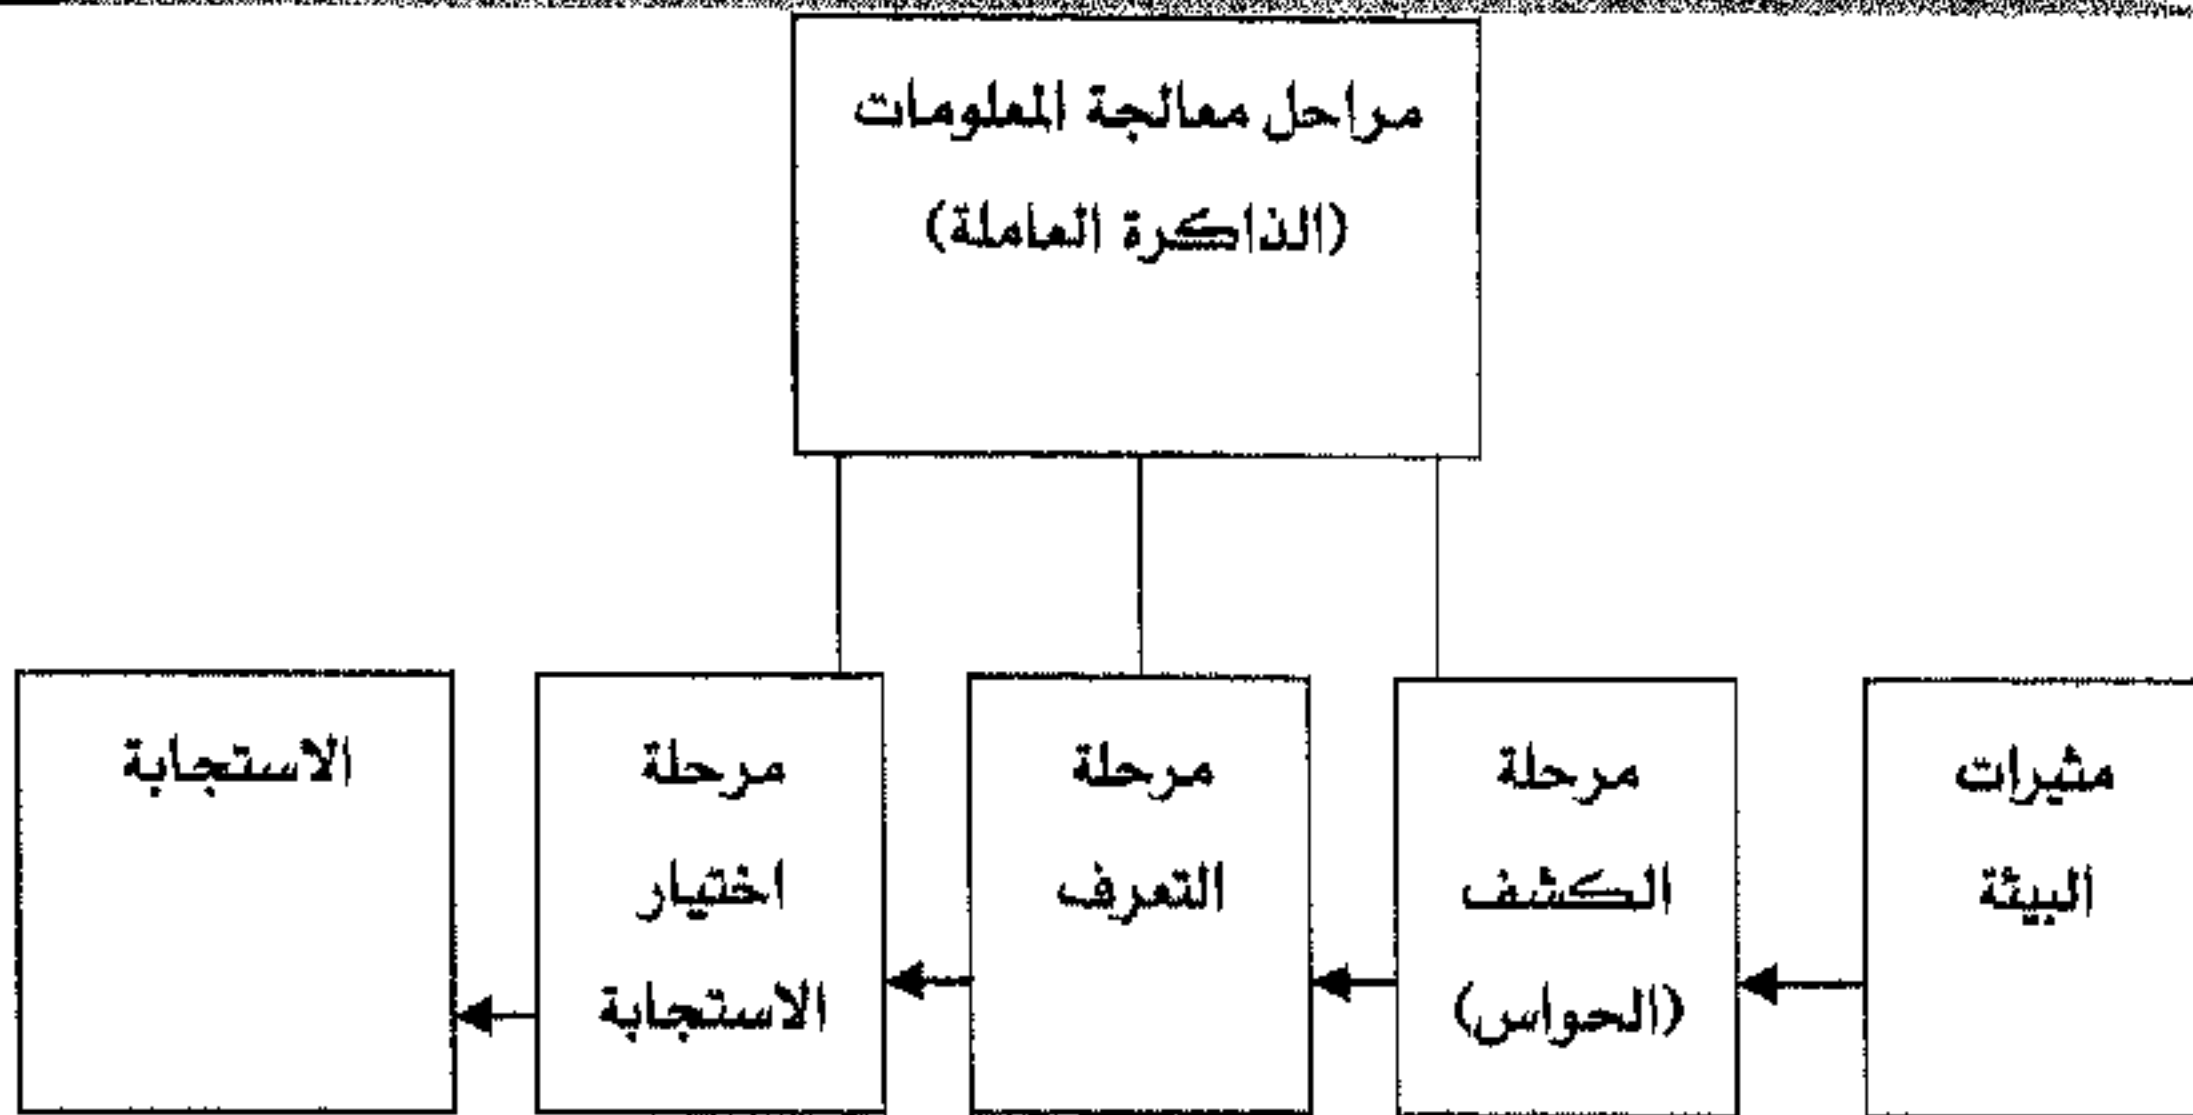 مراحل معالجة المعلومات
(الذاكرة العاملة)
مثيرات
البيئة
مرحلة
الكشف
(الحواس)
مرحلة
التعرف
مرحلة
اختيار
الاستجابة
الاستجابة